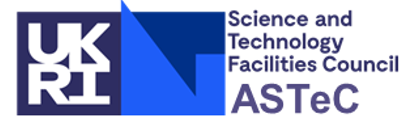 UK
RI
Science and
Technology
Facilities Council
ASTeC